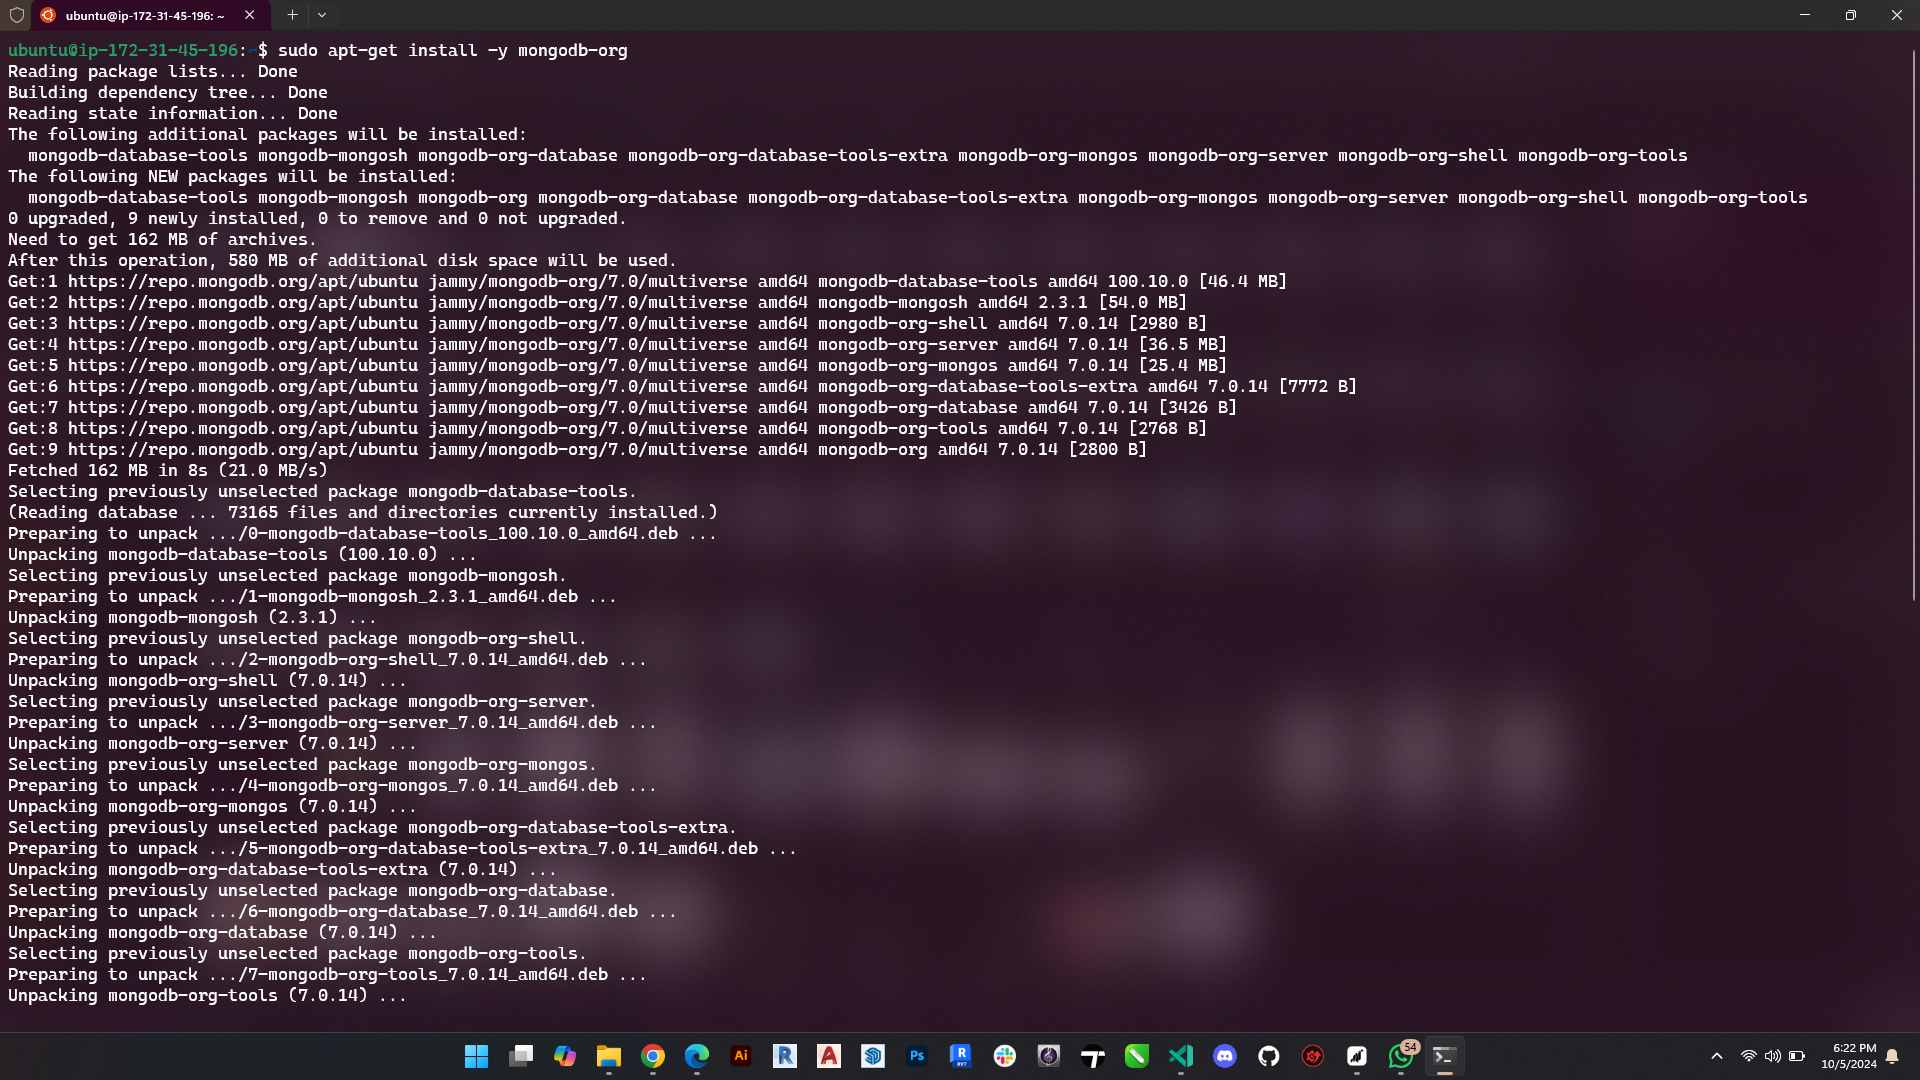 ubuntu@ip-172-31-45-196: ~
ubuntu@ip-172-31-45-196:~$ sudo apt-get install -y mongodb-org
Reading package lists... Done
Building dependency tree... Done
Reading state information... Done
The following additional packages will be installed:
  mongodb-database-tools mongodb-mongosh mongodb-org-database mongodb-org-database-tools-extra mongodb-org-mongos mongodb-org-server mongodb-org-shell mongodb-org-tools
The following NEW packages will be installed:
  mongodb-database-tools mongodb-mongosh mongodb-org mongodb-org-database mongodb-org-database-tools-extra mongodb-org-mongos mongodb-org-server mongodb-org-shell mongodb-org-tools
0 upgraded, 9 newly installed, 0 to remove and 0 not upgraded.
Need to get 162 MB of archives.
After this operation, 580 MB of additional disk space will be used.
Get:1 https://repo.mongodb.org/apt/ubuntu jammy/mongodb-org/7.0/multiverse amd64 mongodb-database-tools amd64 100.10.0 [46.4 MB]
Get:2 https://repo.mongodb.org/apt/ubuntu jammy/mongodb-org/7.0/multiverse amd64 mongodb-mongosh amd64 2.3.1 [54.0 MB]
Get:3 https://repo.mongodb.org/apt/ubuntu jammy/mongodb-org/7.0/multiverse amd64 mongodb-org-shell amd64 7.0.14 [2980 B]
Get:4 https://repo.mongodb.org/apt/ubuntu jammy/mongodb-org/7.0/multiverse amd64 mongodb-org-server amd64 7.0.14 [36.5 MB]
Get:5 https://repo.mongodb.org/apt/ubuntu jammy/mongodb-org/7.0/multiverse amd64 mongodb-org-mongos amd64 7.0.14 [25.4 MB]
Get:6 https://repo.mongodb.org/apt/ubuntu jammy/mongodb-org/7.0/multiverse amd64 mongodb-org-database-tools-extra amd64 7.0.14 [7772 B]
Get:7 https://repo.mongodb.org/apt/ubuntu jammy/mongodb-org/7.0/multiverse amd64 mongodb-org-database amd64 7.0.14 [3426 B]
Get:8 https://repo.mongodb.org/apt/ubuntu jammy/mongodb-org/7.0/multiverse amd64 mongodb-org-tools amd64 7.0.14 [2768 B]
Get:9 https://repo.mongodb.org/apt/ubuntu jammy/mongodb-org/7.0/multiverse amd64 mongodb-org amd64 7.0.14 [2800 B]
Fetched 162 MB in 8s (21.0 MB/s)
Selecting previously unselected package mongodb-database-tools.
(Reading database ... 73165 files and directories currently installed.)
Preparing to unpack .../0-mongodb-database-tools_100.10.0_amd64.deb ...
Unpacking mongodb-database-tools (100.10.0) ...
Selecting previously unselected package mongodb-mongosh.
Preparing to unpack .../1-mongodb-mongosh_2.3.1_amd64.deb ...
Unpacking mongodb-mongosh (2.3.1) ...
Selecting previously unselected package mongodb-org-shell.
Preparing to unpack .../2-mongodb-org-shell_7.0.14_amd64.deb ...
Unpacking mongodb-org-shell (7.0.14) ...
Selecting previously unselected package mongodb-org-server.
Preparing to unpack .../3-mongodb-org-server_7.0.14_amd64.deb ...
Unpacking mongodb-org-server (7.0.14) ...
Selecting previously unselected package mongodb-org-mongos.
Preparing to unpack .../4-mongodb-org-mongos_7.0.14_amd64.deb ...
Unpacking mongodb-org-mongos (7.0.14) ...
Selecting previously unselected package mongodb-org-database-tools-extra.
Preparing to unpack .../5-mongodb-org-database-tools-extra_7.0.14_amd64.deb ...
Unpacking mongodb-org-database-tools-extra (7.0.14) ...
Selecting previously unselected package mongodb-org-database.
Preparing to unpack .../6-mongodb-org-database_7.0.14_amd64.deb ...
Unpacking mongodb-org-database (7.0.14) ...
Selecting previously unselected package mongodb-org-tools.
Preparing to unpack .../7-mongodb-org-tools_7.0.14_amd64.deb ...
Unpacking mongodb-org-tools (7.0.14) ...
Ai R A Ps R RVT 54
6:22 PM
10/5/2024